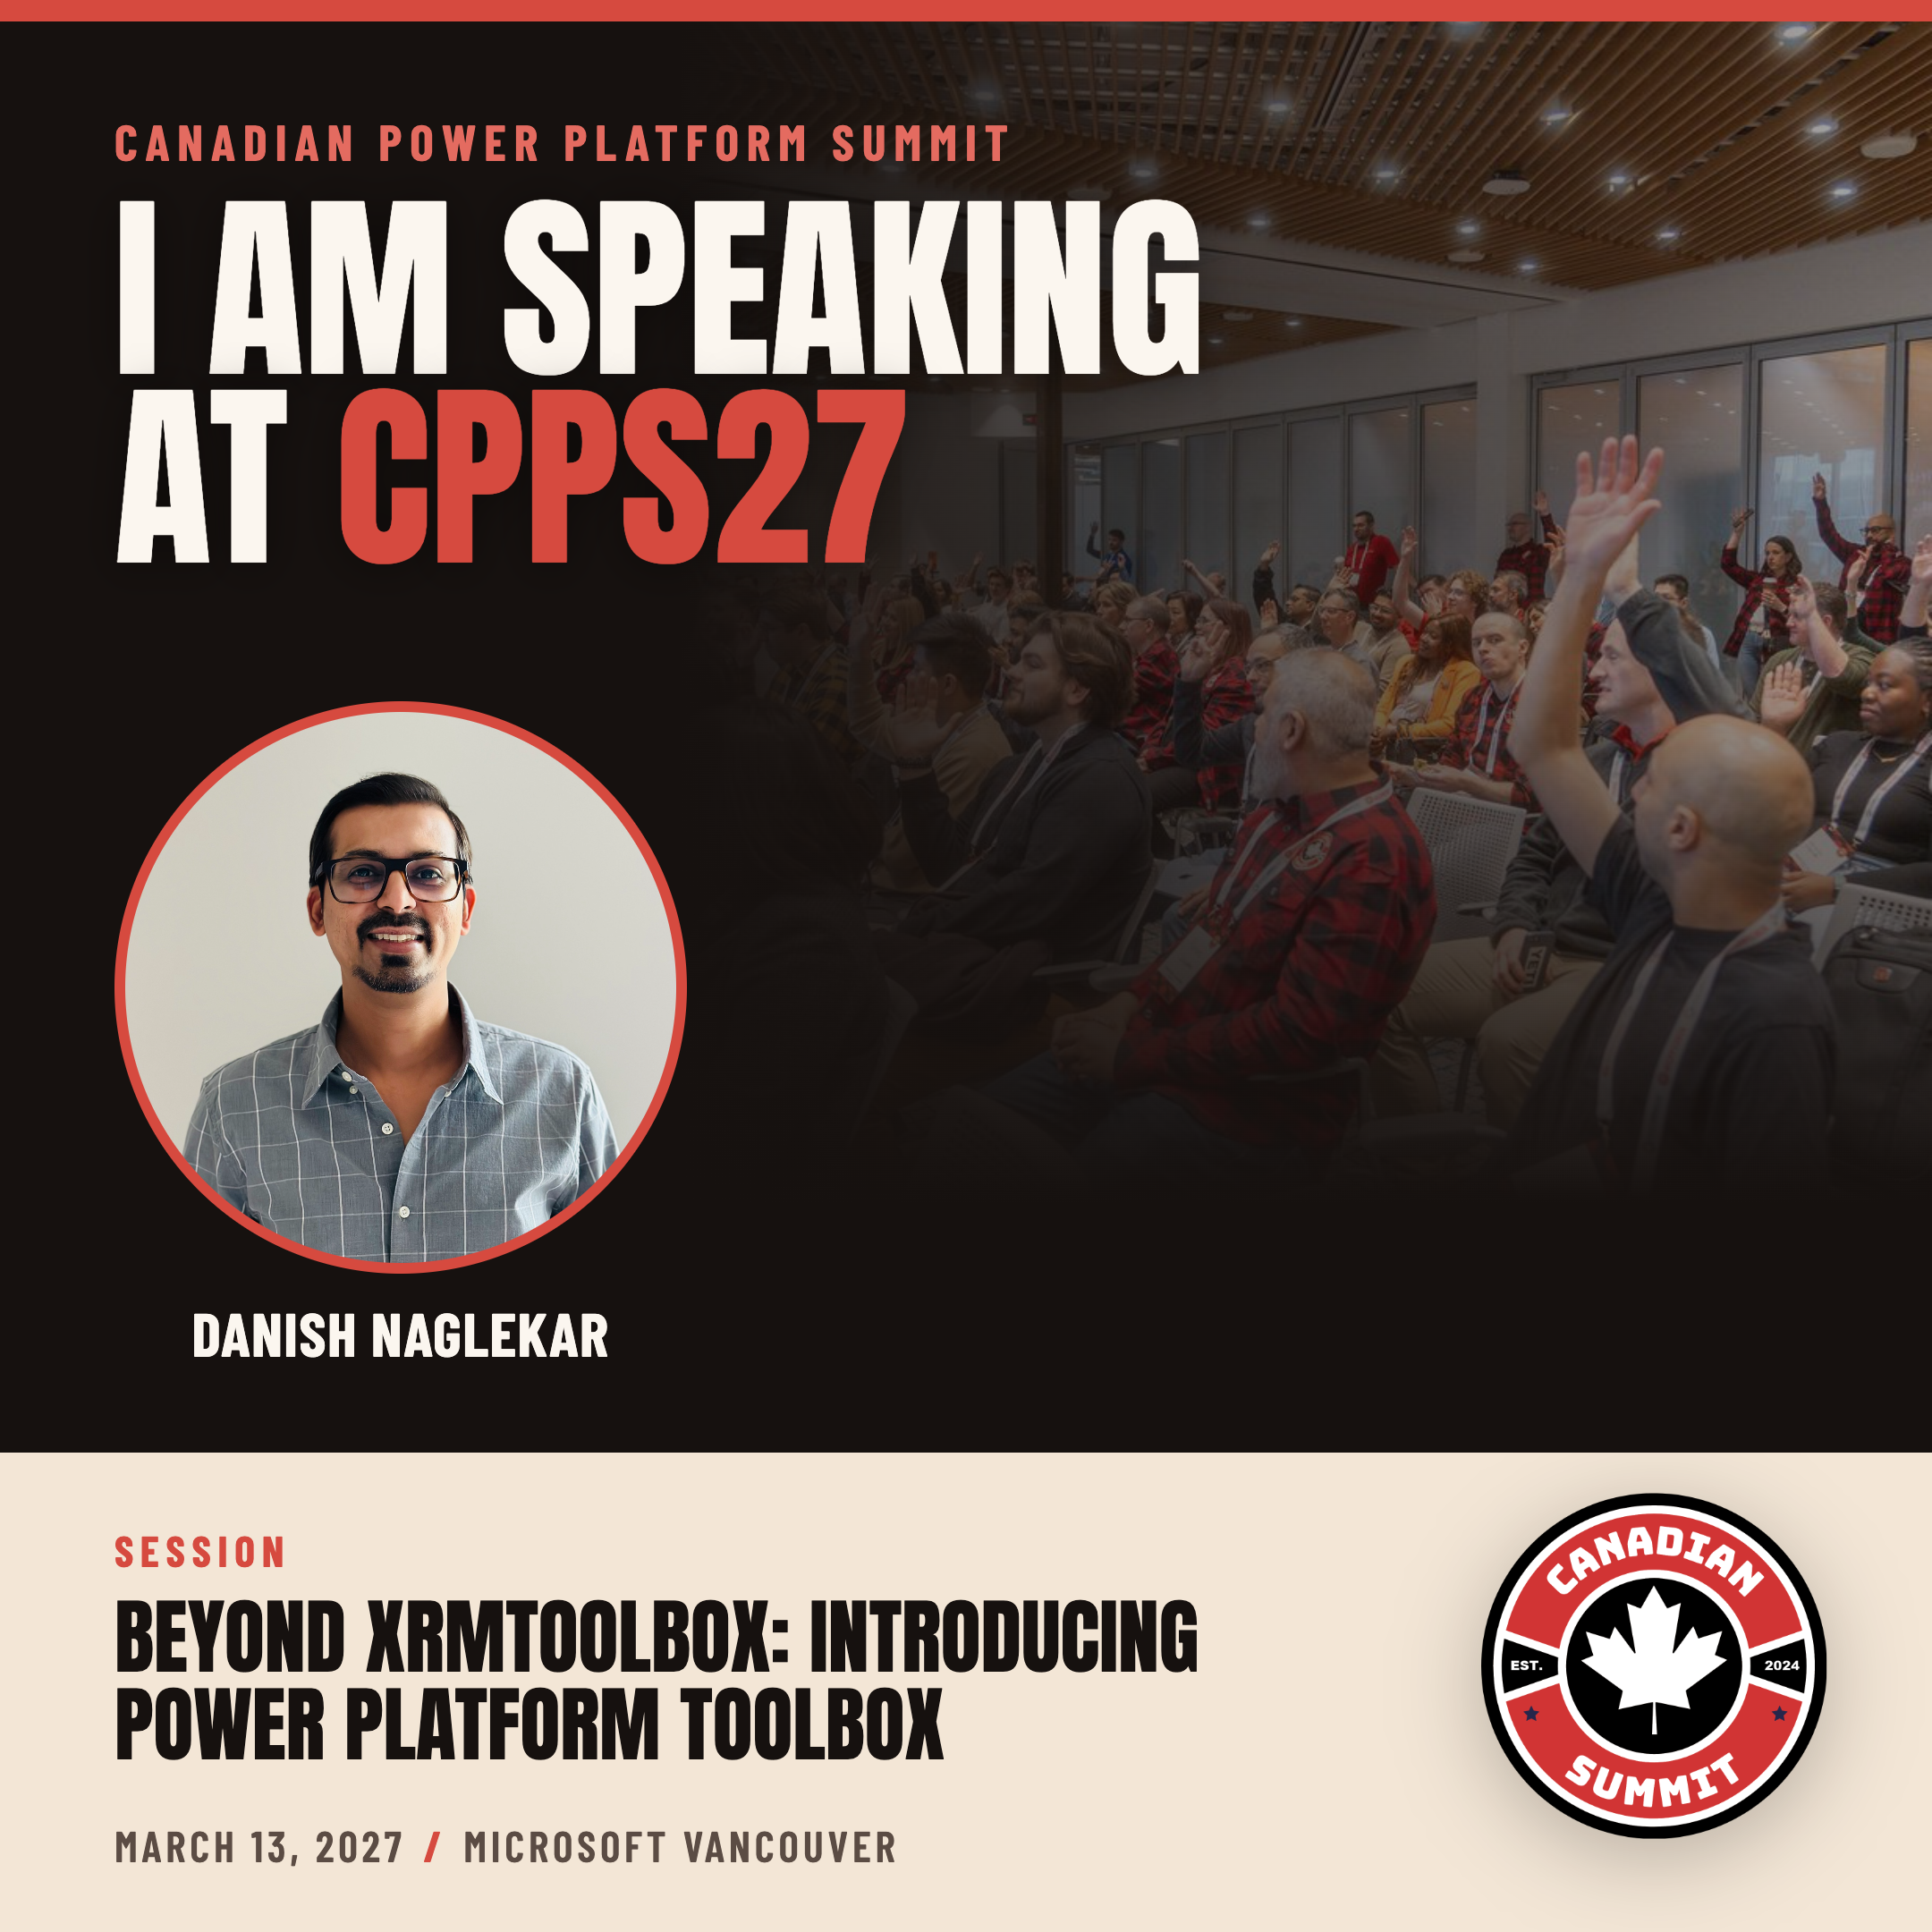 CANADIAN POWER PLATFORM SUMMIT
I AM SPEAKING
AT CPPS27
DANISH NAGLEKAR
SESSION
BEYOND XRMTOOLBOX: INTRODUCING
POWER PLATFORM TOOLBOX
MARCH 13, 2027 / MICROSOFT VANCOUVER
CANADIAN
EST. 2024
SUMMIT